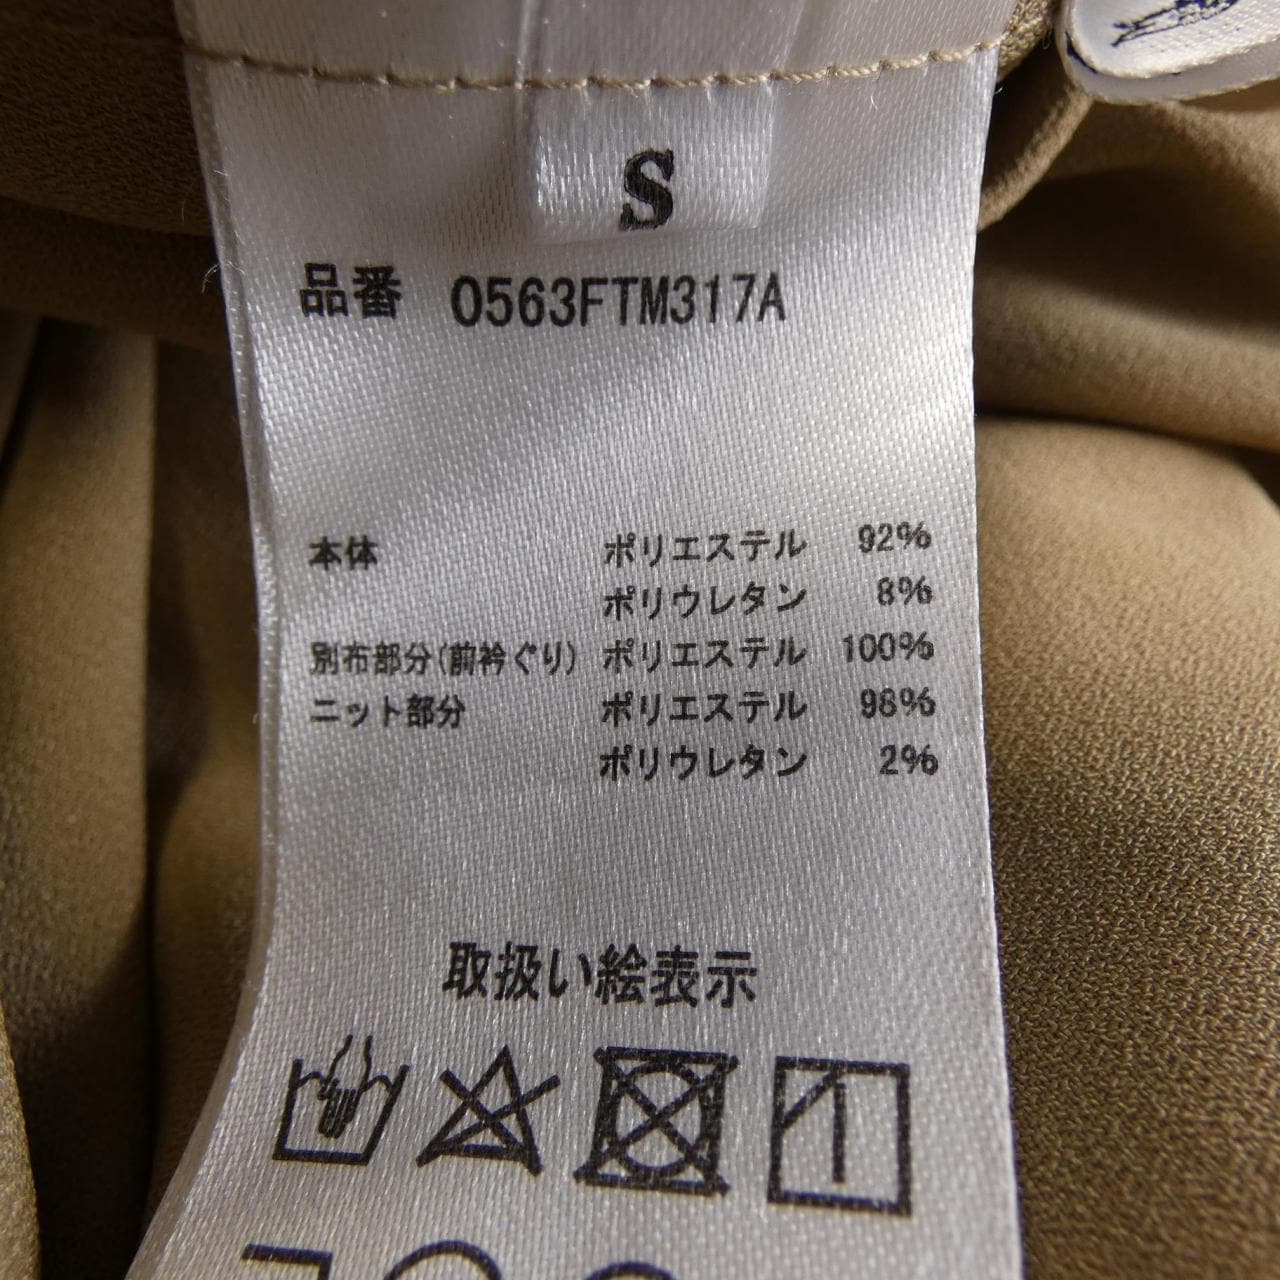 S
品番 0563FTM317A
本体 ポリエステル 92%
ポリウレタン 8%
別布部分(前衿ぐり) ポリエステル 100%
ニット部分 ポリエステル 98%
ポリウレタン 2%
取扱い絵表示